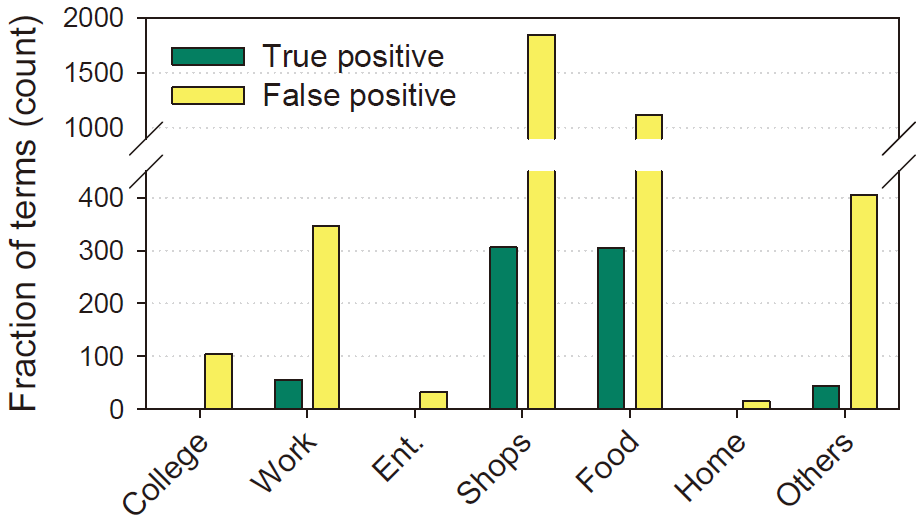 Fraction of terms (count)
2000
1500
1000
400
300
200
100
0
True positive
False positive
College
Work
Ent.
Shops
Food
Home
Others